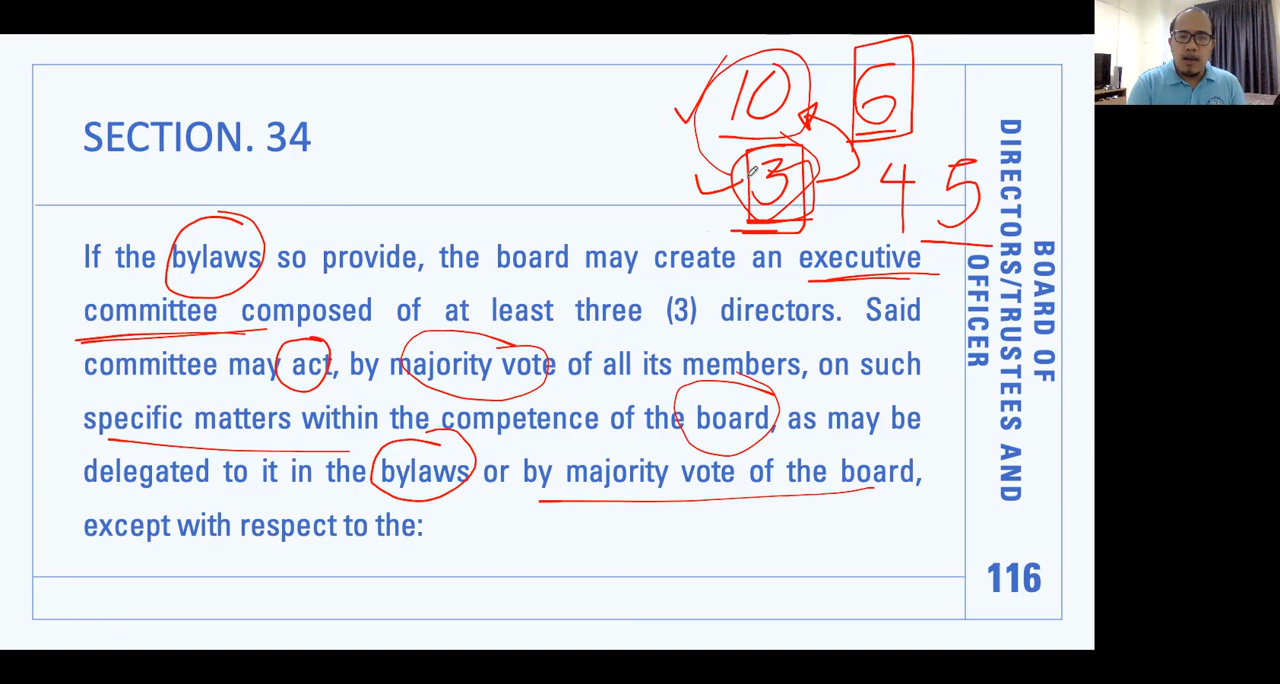 10 6
3 4 5
SECTION. 34
If the bylaws so provide, the board may create an executive
committee composed of at least three (3) directors. Said
committee may act, by majority vote of all its members, on such
specific matters within the competence of the board, as may be
delegated to it in the bylaws or by majority vote of the board,
except with respect to the:
BOARD OF
DIRECTORS/TRUSTEES AND
OFFICER
116